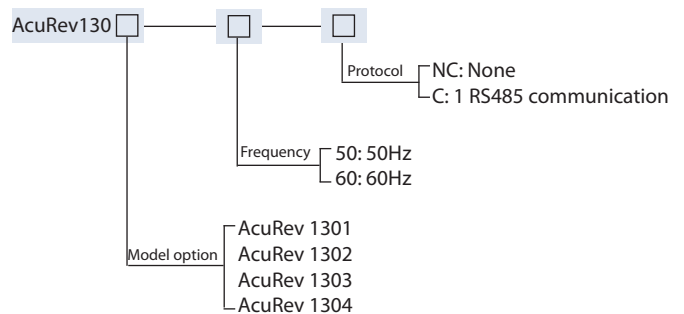 AcuRev130
Protocol
NC: None
C: 1 RS485 communication
Frequency
50: 50Hz
60: 60Hz
Model option
AcuRev 1301
AcuRev 1302
AcuRev 1303
AcuRev 1304